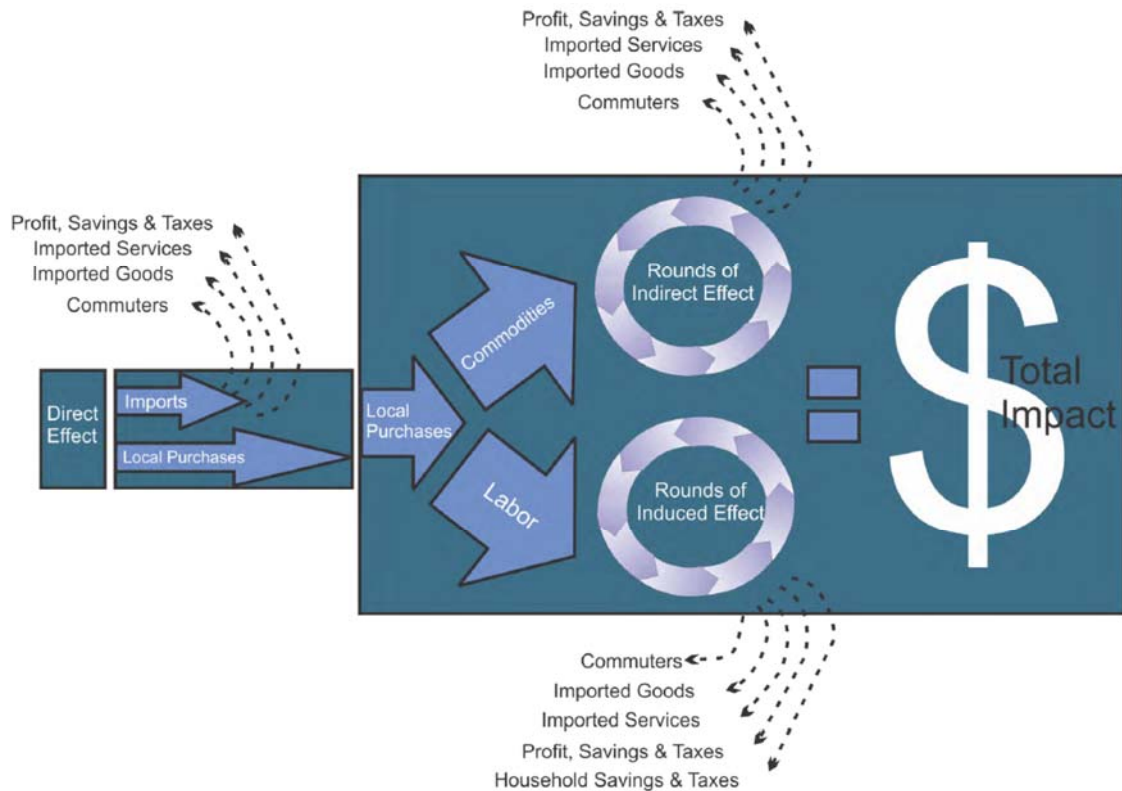 Profit, Savings & Taxes
Imported Services
Imported Goods
Commuters
Profit, Savings & Taxes
Imported Services
Imported Goods
Commuters
Direct
Effect
Imports
Local Purchases
Local
Purchases
Commodities
Labor
Rounds of
Indirect Effect
Rounds of
Induced Effect
$
Total
Impact
Commuters
Imported Goods
Imported Services
Profit, Savings & Taxes
Household Savings & Taxes